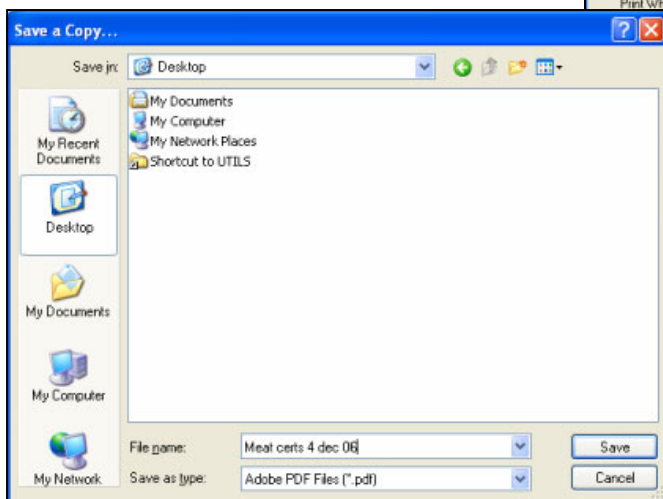 Print Wh
Save a Copy...
Save in:
Desktop
My Recent
Documents
Desktop
My Documents
My Computer
My Network
My Documents
My Computer
My Network Places
Shortcut to UTILS
File name:
Meat certs 4 dec 06
Save
Save as type:
Adobe PDF Files (*.pdf)
Cancel